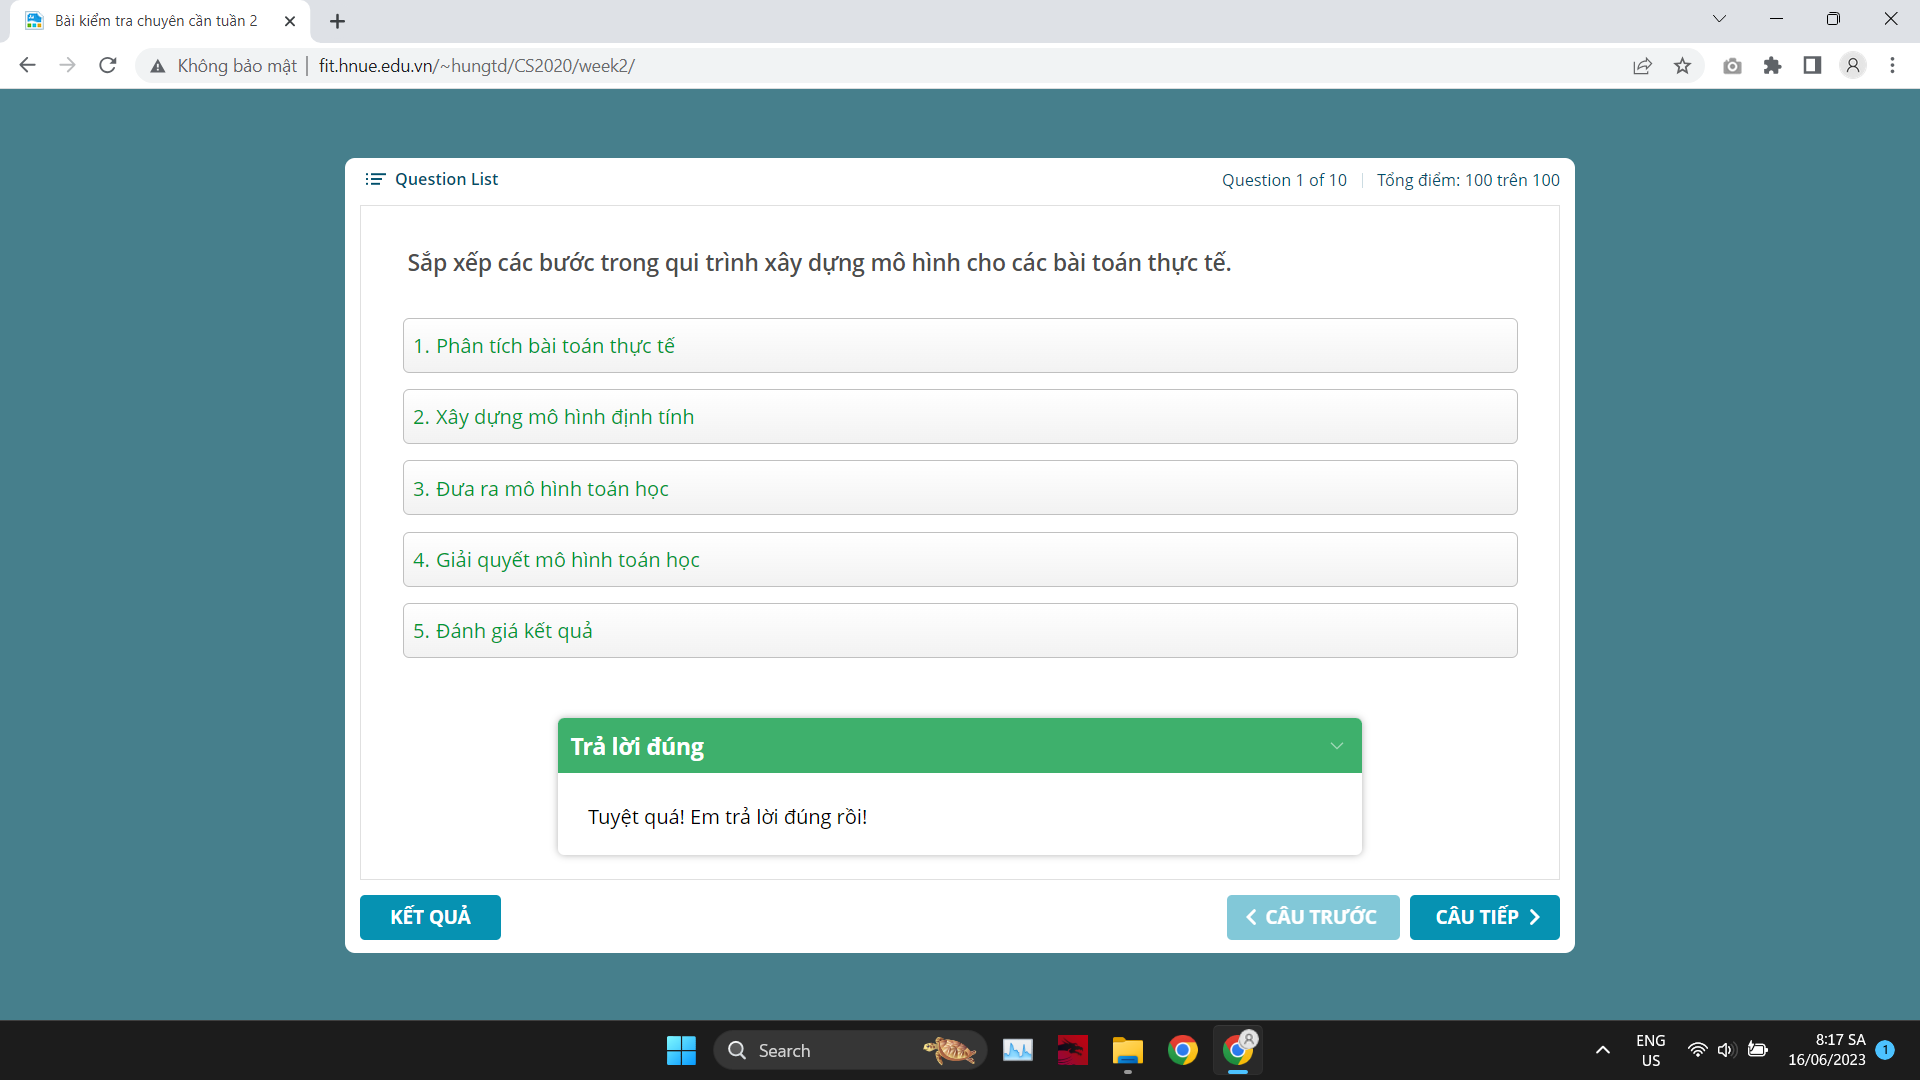 Bài kiểm tra chuyên cần tuần 2
Không bảo mật
fit.hnue.edu.vn/~hungtd/CS2020/week2/
Question List
Question 1 of 10
Tổng điểm: 100 trên 100
Sắp xếp các bước trong qui trình xây dựng mô hình cho các bài toán thực tế.
1. Phân tích bài toán thực tế
2. Xây dựng mô hình định tính
3. Đưa ra mô hình toán học
4. Giải quyết mô hình toán học
5. Đánh giá kết quả
Trả lời đúng
Tuyệt quá! Em trả lời đúng rồi!
KẾT QUẢ
CÂU TRƯỚC
CÂU TIẾP
Search
ENG
US
8:17 SA
16/06/2023
1